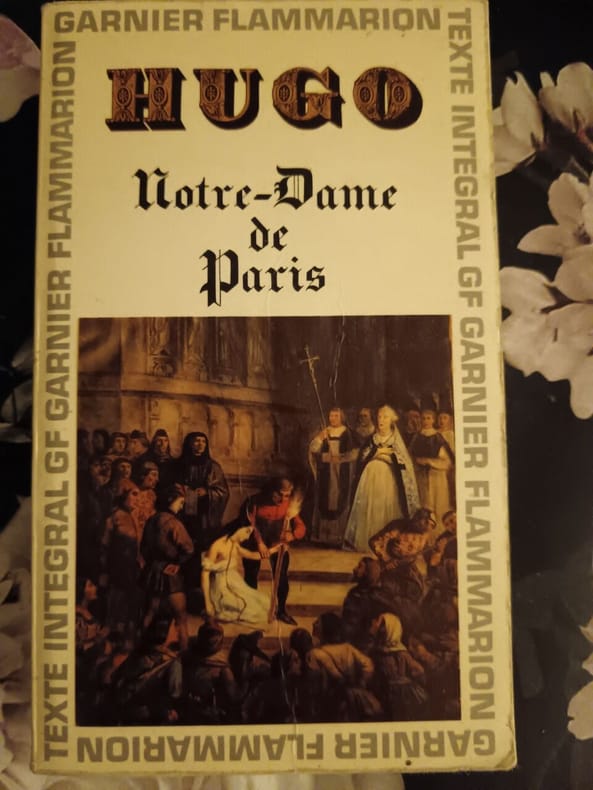 GARNIER FLAMMARION
TEXTE INTEGRAL GF GARNIER FLAMMARION
HUGO
Notre-Dame
de
Paris
TEXTE INTEGRAL GF GARNIER FLAMMARION
GARNIER FLAMMARION